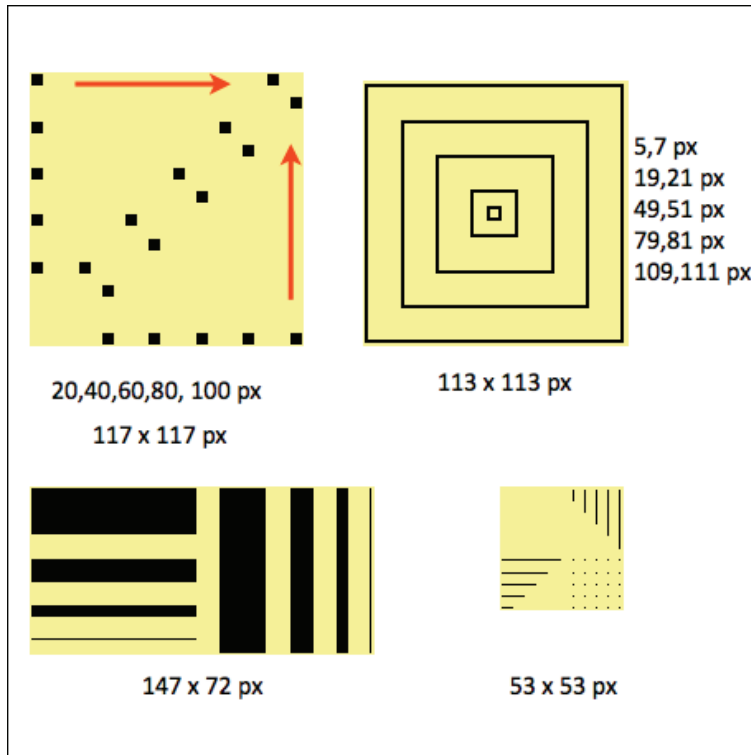 5,7 px
19,21 px
49,51 px
79,81 px
109,111 px
20,40,60,80, 100 px
117 x 117 px
113 x 113 px
147 x 72 px
53 x 53 px